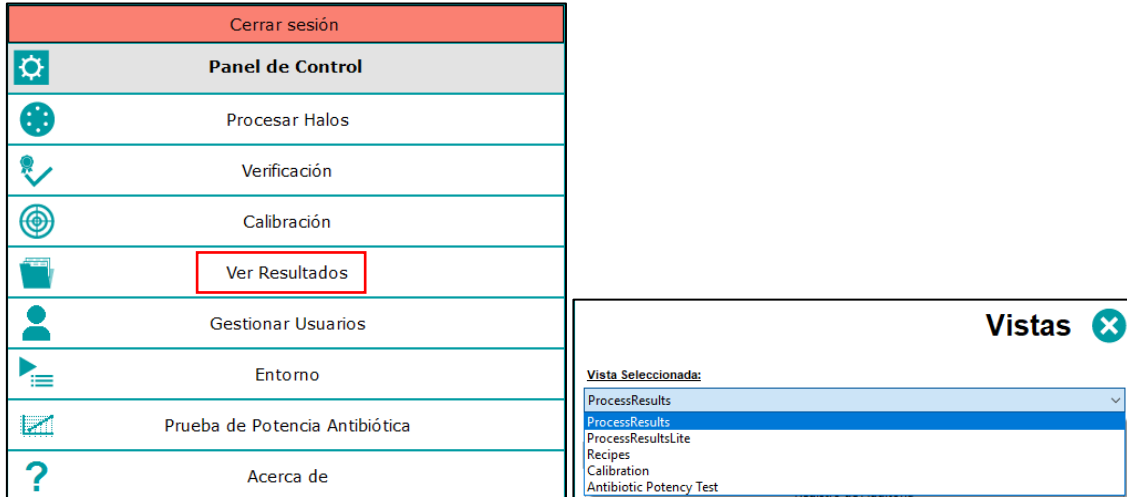 Cerrar sesión
Panel de Control
Procesar Halos
Verificación
Calibración
Ver Resultados
Gestionar Usuarios
Entorno
Prueba de Potencia Antibiótica
Acerca de
Vistas
Vista Seleccionada:
ProcessResults
ProcessResults
ProcessResultsLite
Recipes
Calibration
Antibiotic Potency Test